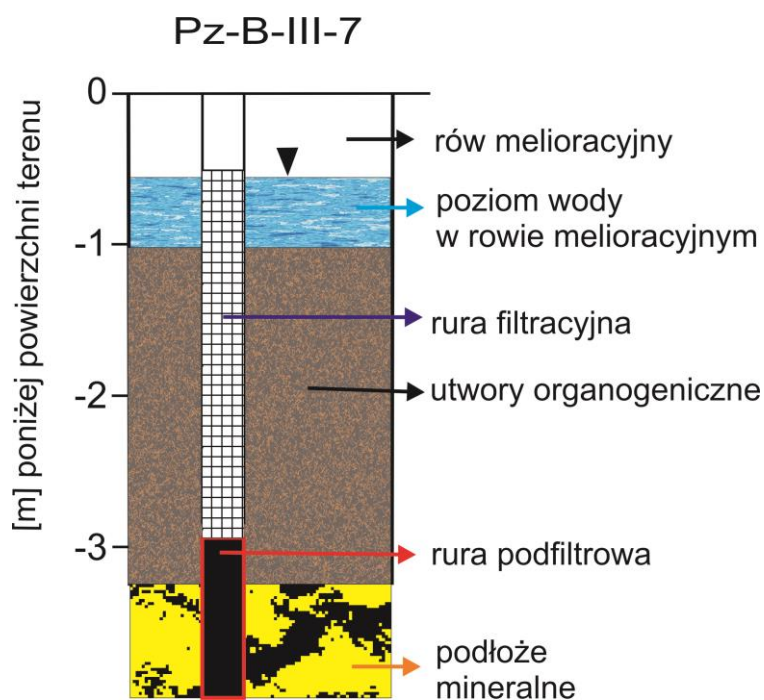 Pz-B-III-7
0
-1
-2
-3
[m] poniżej powierzchni terenu
rów melioracyjny
poziom wody
w rowie melioracyjnym
rura filtracyjna
utwory organogeniczne
rura podfiltrowa
podłoże
mineralne